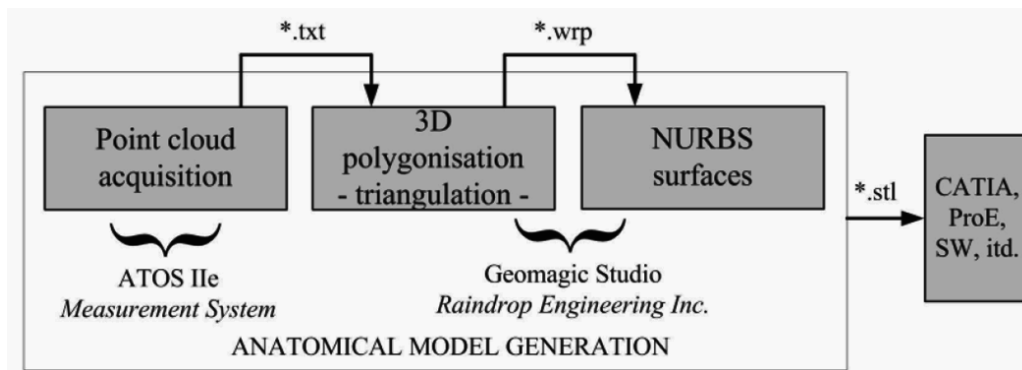 *.txt
*.wrp
Point cloud
acquisition
3D
polygonisation
- triangulation -
NURBS
surfaces
*.stl
CATIA,
ProE,
SW, itd.
ATOS IIe
Measurement System
Geomagic Studio
Raindrop Engineering Inc.
ANATOMICAL MODEL GENERATION